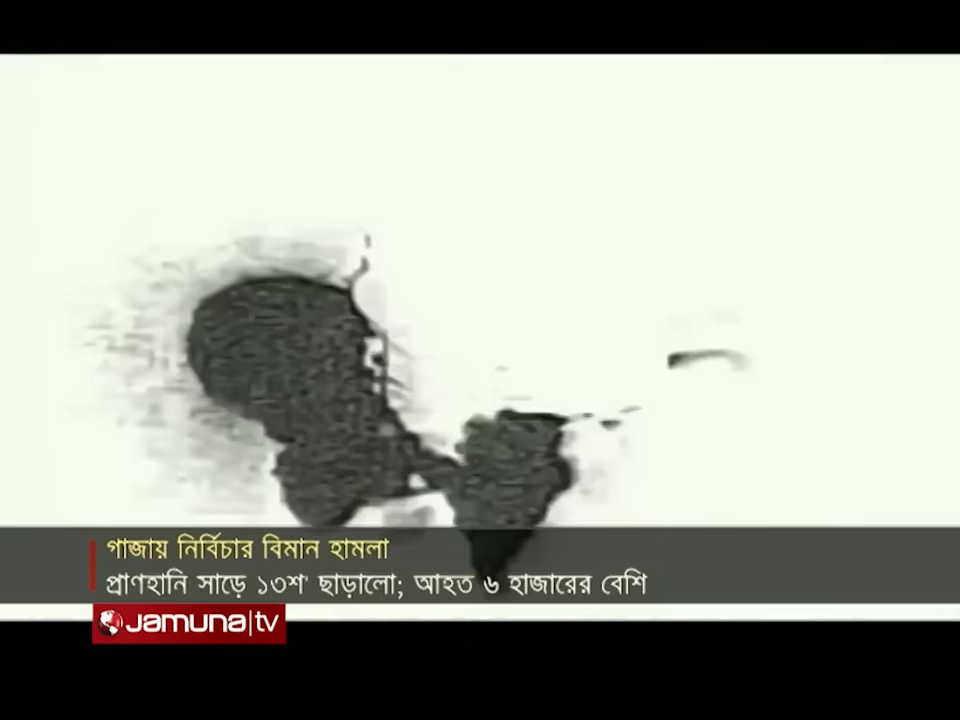 গাজায় নির্বিচার বিমান হামলা
প্রাণহানি সাড়ে ১৩শ' ছাড়ালো; আহত ৬ হাজারের বেশি
Jamuna|tv